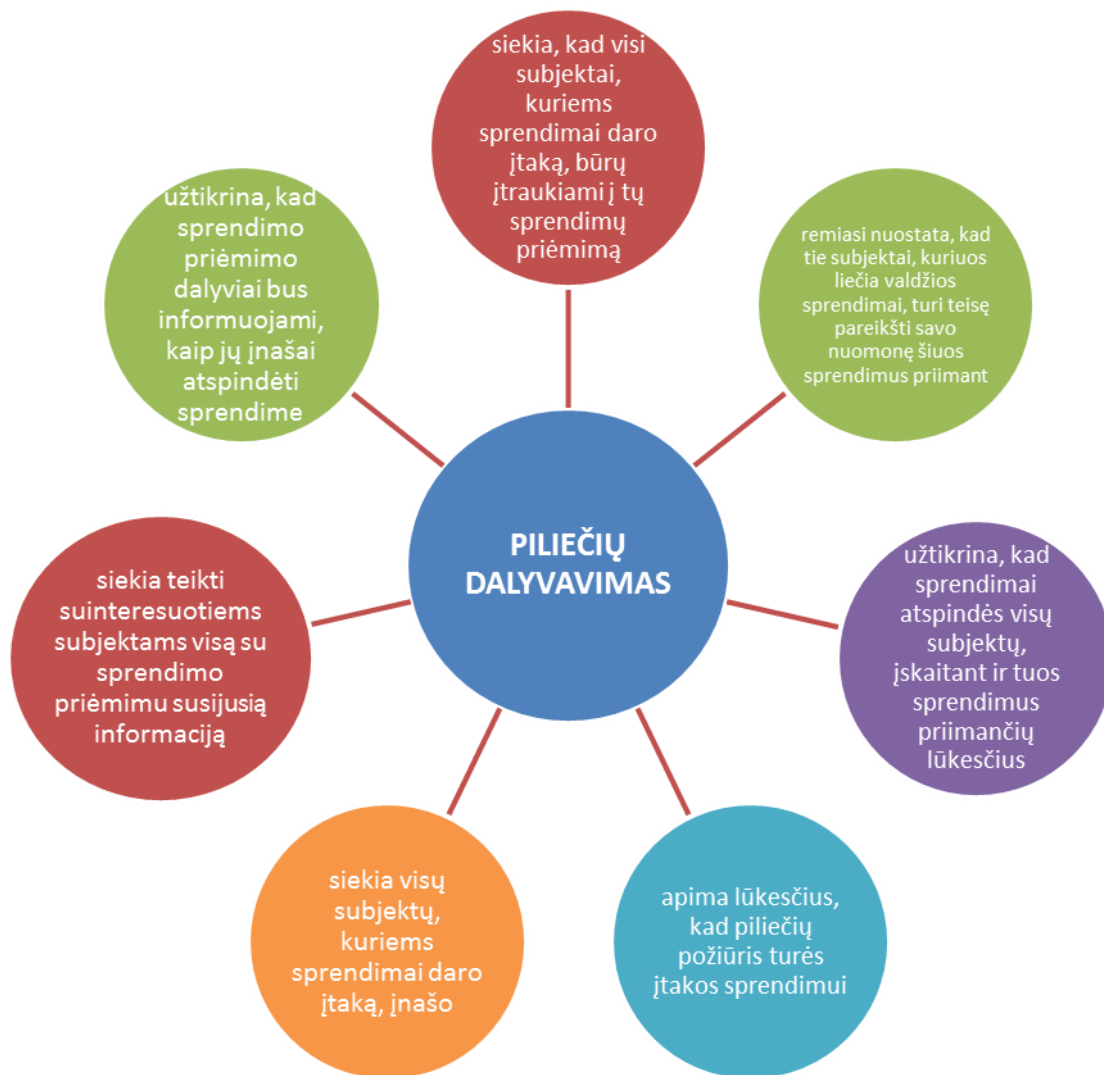 siekia, kad visi
subjektai,
kuriems
sprendimai daro
įtaką, būrų
įtraukiami į tų
sprendimų
priėmimą
remiasi nuostata, kad
tie subjektai, kuriuos
liečia valdžios
sprendimai, turi teisę
pareikšti savo
nuomonę šiuos
sprendimus priimant
užtikrina, kad
sprendimai
atspindės visų
subjektų,
įskaitant ir tuos
sprendimus
priimančių
lūkesčius
apima lūkesčius,
kad piliečių
požiūris turės
įtakos sprendimui
siekia visų
subjektų,
kuriems
sprendimai daro
įtaką, įnašo
siekia teikti
suinteresuotiems
subjektams visą su
sprendimo
priėmimu susijusią
informaciją
užtikrina, kad
sprendimo
priėmimo
dalyviai bus
informuojami,
kaip jų įnašai
atspindėti
sprendime
PILIEČIŲ
DALYVAVIMAS